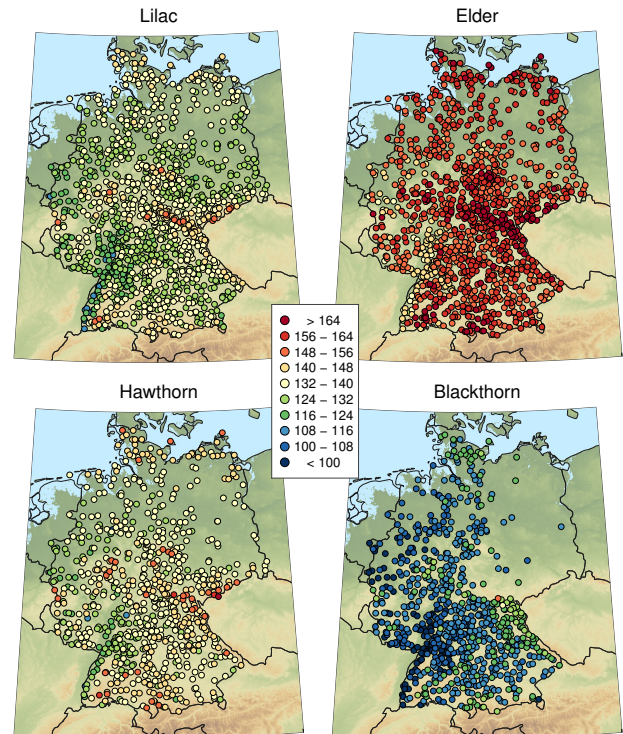 Lilac
Elder
> 164
156 – 164
148 – 156
140 – 148
132 – 140
124 – 132
116 – 124
108 – 116
100 – 108
< 100
Hawthorn
Blackthorn